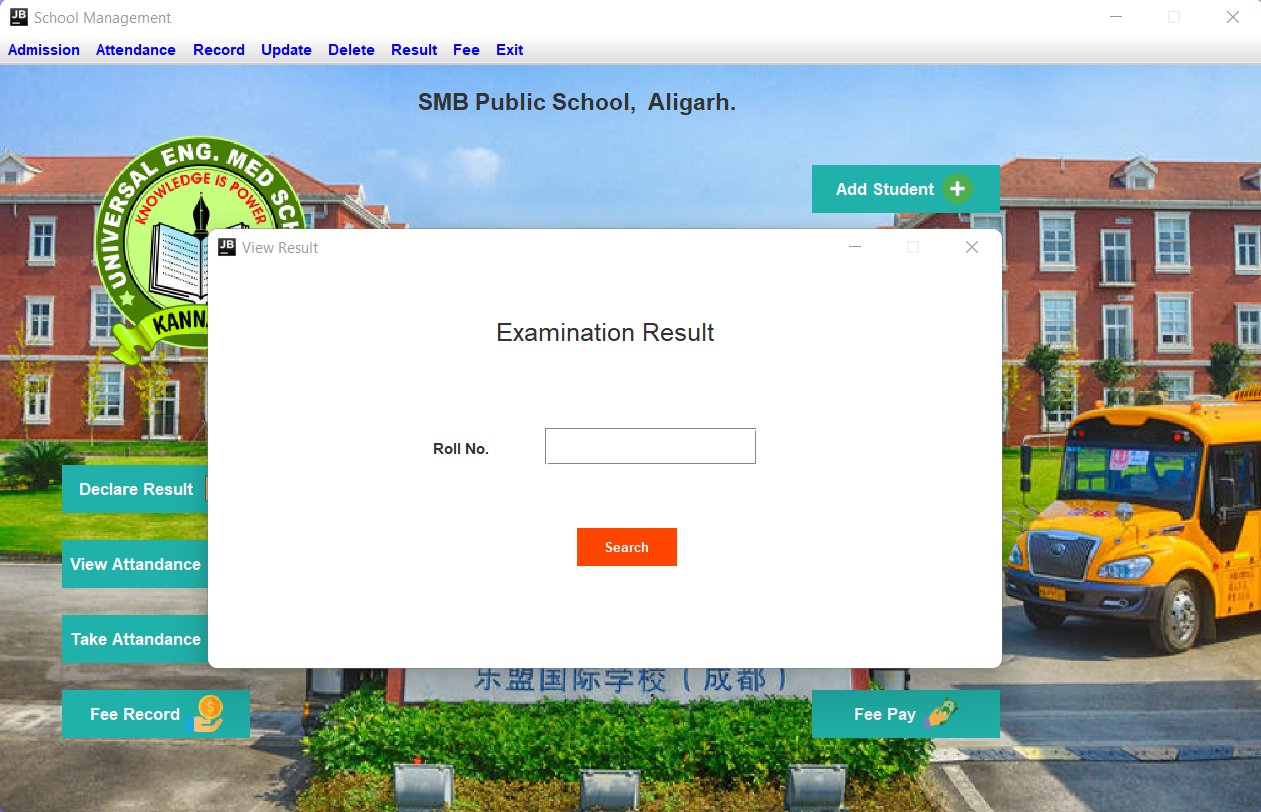 JB School Management
Admission Attendance Record Update Delete Result Fee Exit
SMB Public School,  Aligarh.
UNIVERSAL ENG. MED SCH
KNOWLEDGE IS POWER
KANNA
Add Student
JB View Result
Examination Result
Roll No.
Search
Declare Result
View Attandance
Take Attandance
乐盟国际学校（成都）
Fee Record
Fee Pay